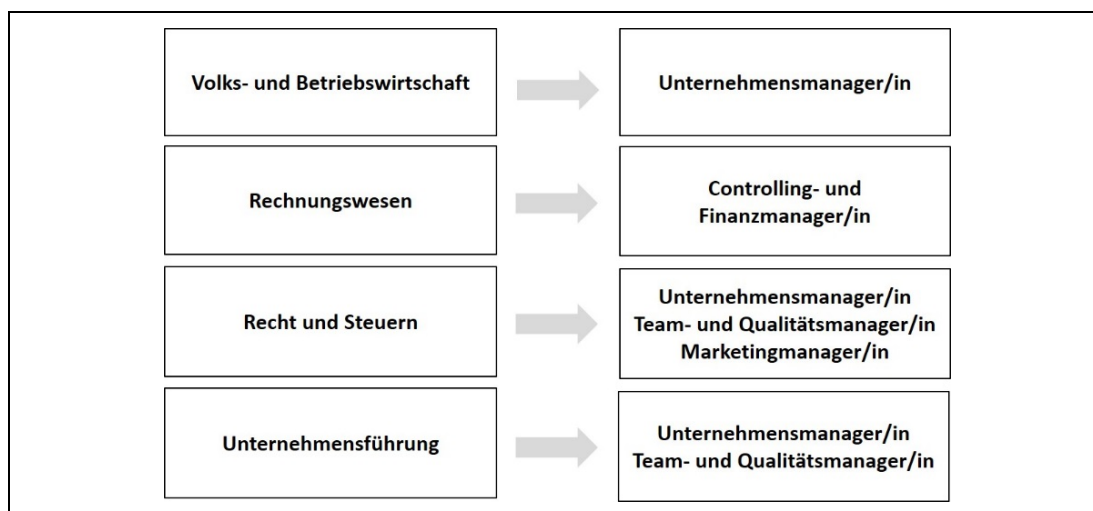 Volks- und Betriebswirtschaft
Unternehmensmanager/in
Rechnungswesen
Controlling- und
Finanzmanager/in
Recht und Steuern
Unternehmensmanager/in
Team- und Qualitätsmanager/in
Marketingmanager/in
Unternehmensführung
Unternehmensmanager/in
Team- und Qualitätsmanager/in